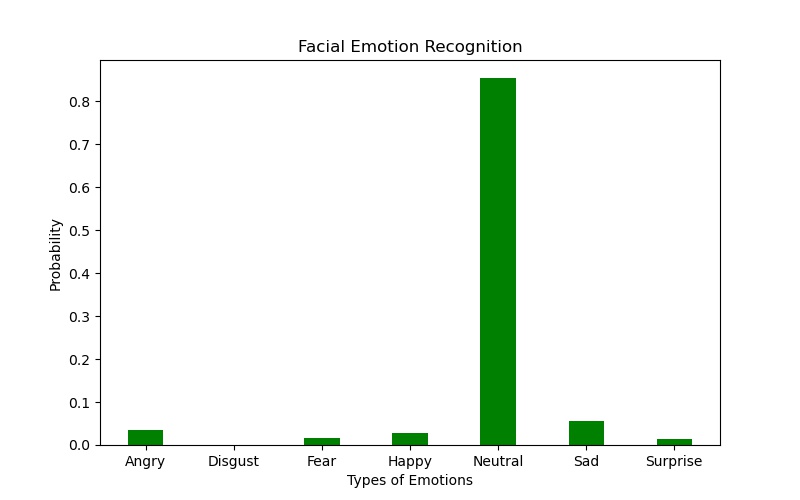 Facial Emotion Recognition
Probability
0.8
0.7
0.6
0.5
0.4
0.3
0.2
0.1
0.0
Angry Disgust Fear Happy Neutral Sad Surprise
Types of Emotions